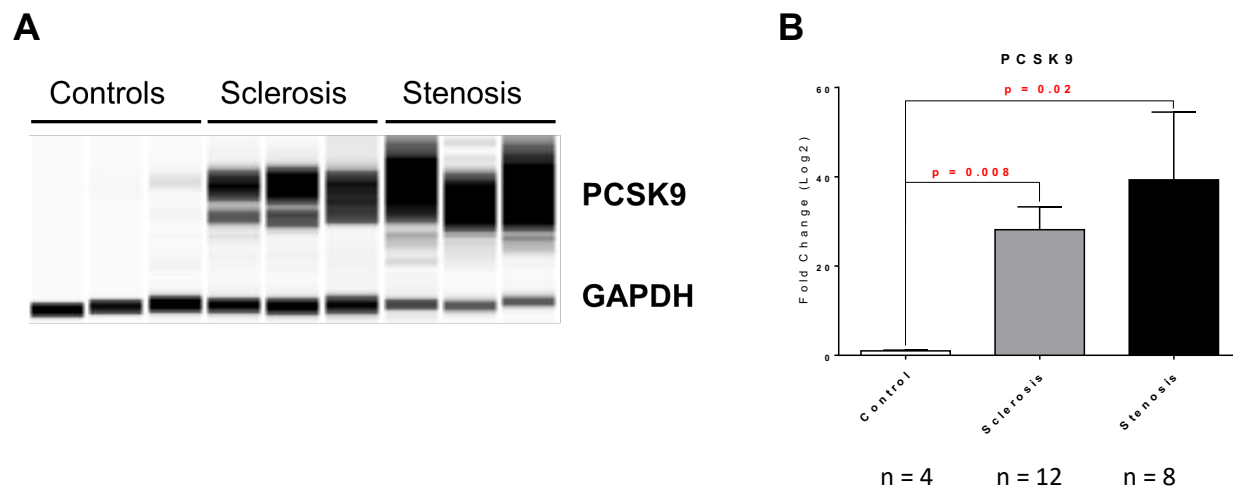 A
Controls Sclerosis Stenosis
PCSK9
GAPDH
B
PCSK9
p = 0.02
p = 0.008
Fold Change (Log2)
60
40
20
0
Control
Sclerosis
Stenosis
n = 4 n = 12 n = 8